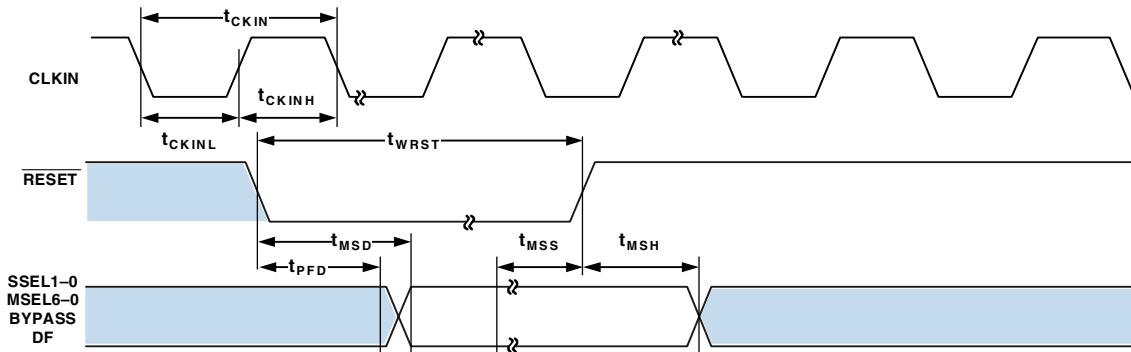 tCKIN
CLKIN
tCKINH
tCKINL
tWRST
RESET
tMSD
tMSS
tMSH
tPFD
SSEL1–0
MSEL6–0
BYPASS
DF